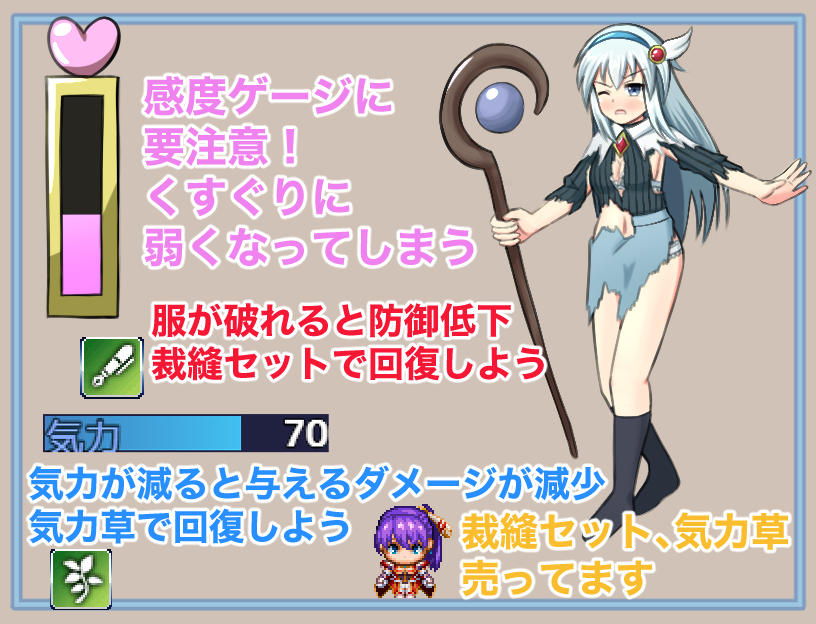 感度ゲージに
要注意！
くすぐりに
弱くなってしまう
服が破れると防御低下
裁縫セットで回復しよう
気力 70
気力が減ると与えるダメージが減少
気力草で回復しよう
裁縫セット、気力草
売ってます